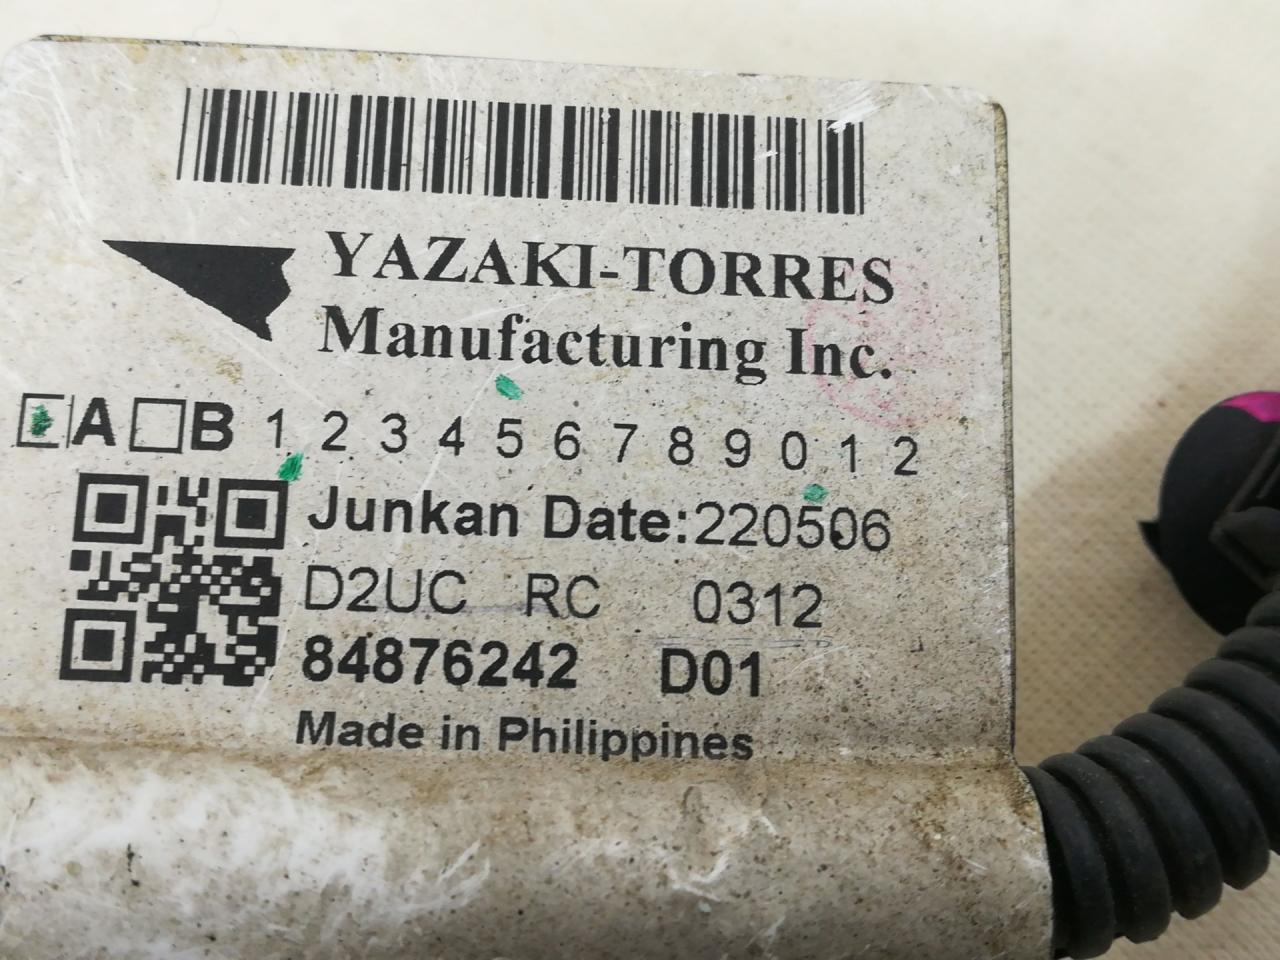 YAZAKI-TORRES
Manufacturing Inc.
A B 1 2 3 4 5 6 7 8 9 0 1 2
Junkan Date:220506
D2UC RC 0312
84876242 D01
Made in Philippines